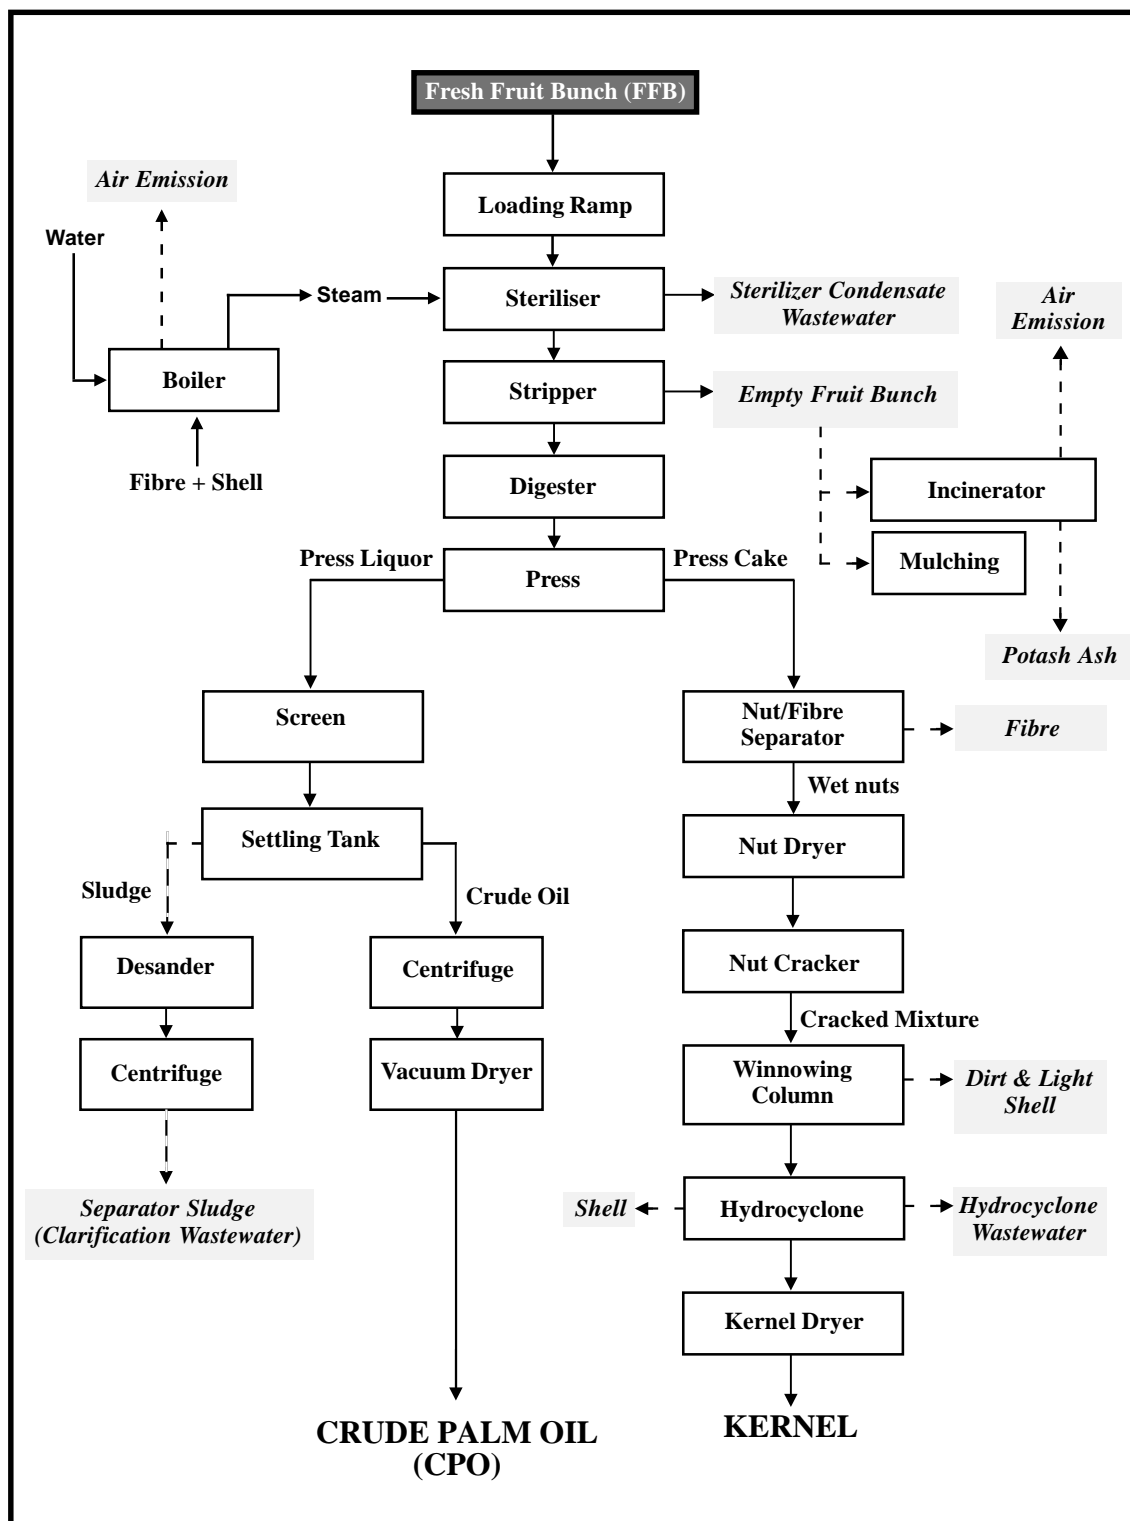 Fresh Fruit Bunch (FFB)
Air Emission
Loading Ramp
Water
Steam
Steriliser
Sterilizer Condensate
Wastewater
Air
Emission
Boiler
Stripper
Empty Fruit Bunch
Fibre + Shell
Digester
Incinerator
Press Liquor
Press
Press Cake
Mulching
Potash Ash
Screen
Nut/Fibre
Separator
Fibre
Wet nuts
Settling Tank
Nut Dryer
Sludge
Crude Oil
Desander
Centrifuge
Nut Cracker
Cracked Mixture
Centrifuge
Vacuum Dryer
Winnowing
Column
Dirt & Light
Shell
Separator Sludge
(Clarification Wastewater)
Shell
Hydrocyclone
Hydrocyclone
Wastewater
Kernel Dryer
CRUDE PALM OIL
(CPO)
KERNEL